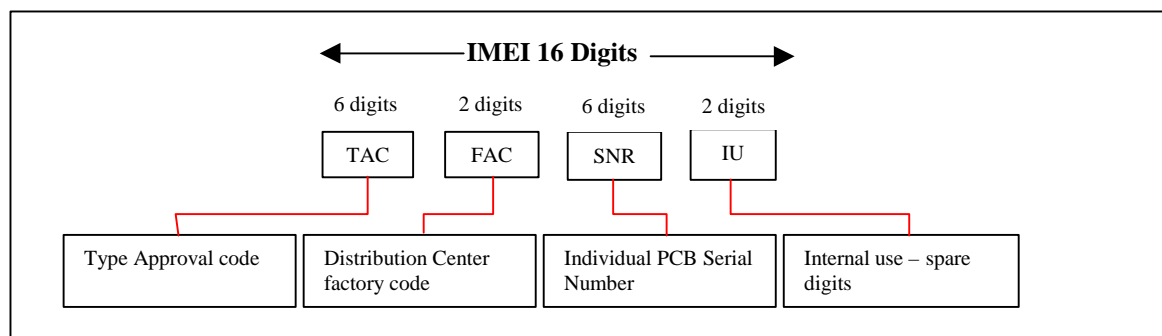 IMEI 16 Digits
6 digits 2 digits 6 digits 2 digits
TAC FAC SNR IU
Type Approval code
Distribution Center
factory code
Individual PCB Serial
Number
Internal use – spare
digits